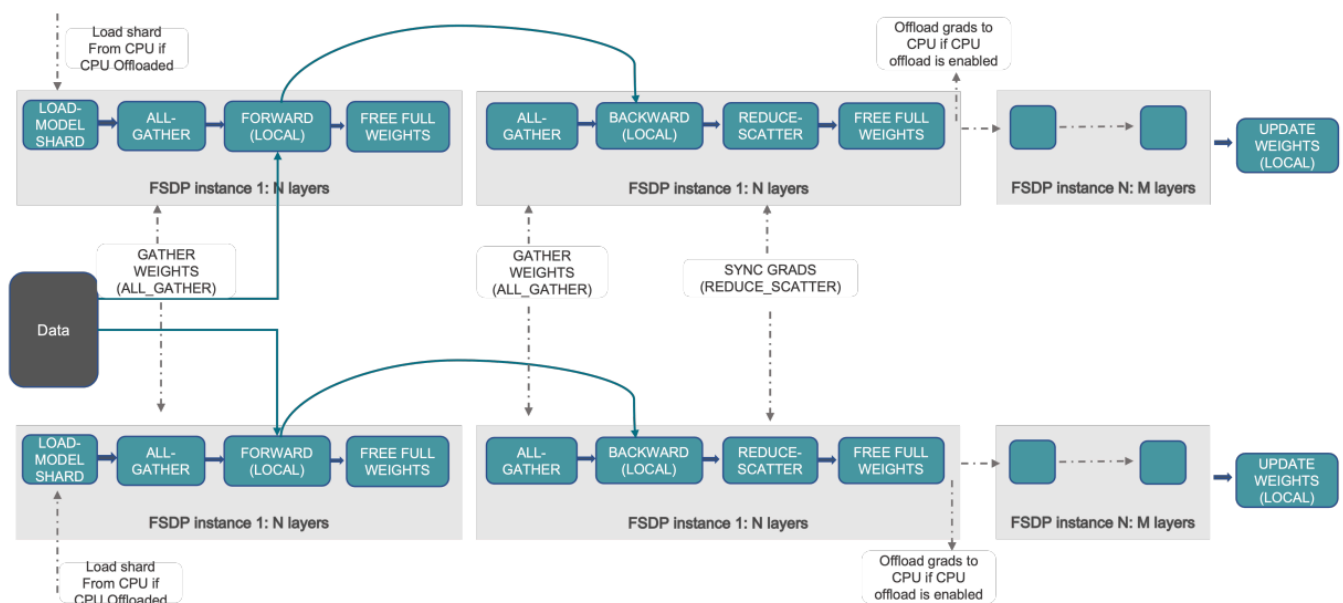 Load shard
From CPU if
CPU Offloaded
Offload grads to
CPU if CPU
offload is enabled
LOAD-
MODEL
SHARD
ALL-
GATHER
FORWARD
(LOCAL)
FREE FULL
WEIGHTS
FSDP instance 1: N layers
ALL-
GATHER
BACKWARD
(LOCAL)
REDUCE-
SCATTER
FREE FULL
WEIGHTS
FSDP instance 1: N layers
FSDP instance N: M layers
UPDATE
WEIGHTS
(LOCAL)
GATHER
WEIGHTS
(ALL_GATHER)
GATHER
WEIGHTS
(ALL_GATHER)
SYNC GRADS
(REDUCE_SCATTER)
Data
LOAD-
MODEL
SHARD
ALL-
GATHER
FORWARD
(LOCAL)
FREE FULL
WEIGHTS
FSDP instance 1: N layers
ALL-
GATHER
BACKWARD
(LOCAL)
REDUCE-
SCATTER
FREE FULL
WEIGHTS
FSDP instance 1: N layers
FSDP instance N: M layers
UPDATE
WEIGHTS
(LOCAL)
Load shard
From CPU if
CPU Offloaded
Offload grads to
CPU if CPU
offload is enabled